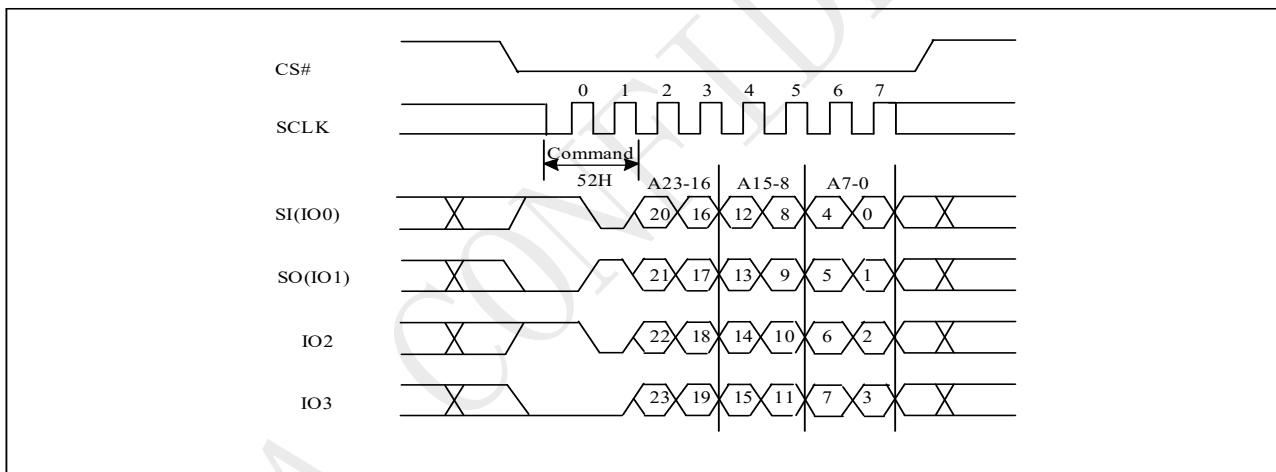 CS#
0 1 2 3 4 5 6 7
SCLK
Command
52H A23-16 A15-8 A7-0
SI(IO0) 20 16 12 8 4 0
SO(IO1) 21 17 13 9 5 1
IO2 22 18 14 10 6 2
IO3 23 19 15 11 7 3